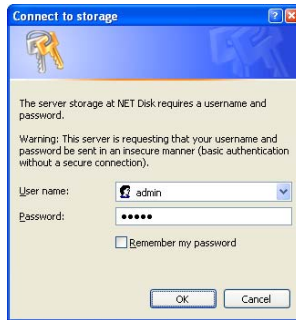 Connect to storage
The server storage at NET Disk requires a username and
password.
Warning: This server is requesting that your username and
password be sent in an insecure manner (basic authentication
without a secure connection).
User name:
admin
Password:
•••••
Remember my password
OK
Cancel